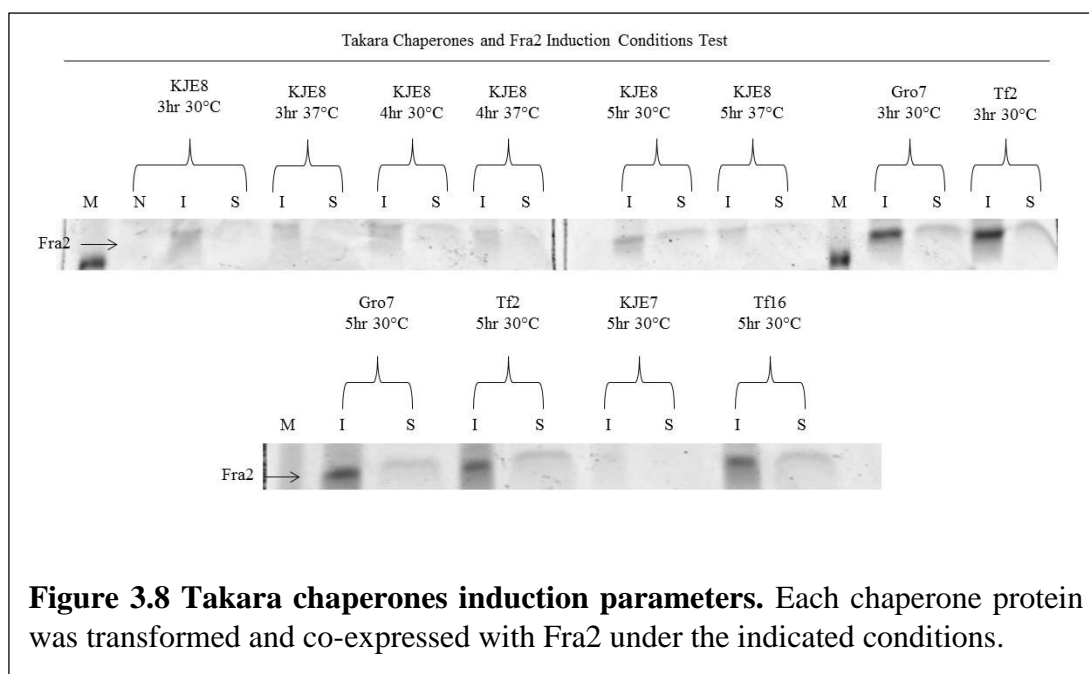 Takara Chaperones and Fra2 Induction Conditions Test
KJE8 KJE8 KJE8 KJE8 KJE8 KJE8 Gro7 Tf2
3hr 30°C 3hr 37°C 4hr 30°C 4hr 37°C 5hr 30°C 5hr 37°C 3hr 30°C 3hr 30°C
M N I S I S I S I S I S I S M I S I S
Fra2
Gro7 Tf2 KJE7 Tf16
5hr 30°C 5hr 30°C 5hr 30°C 5hr 30°C
M I S I S I S I S
Fra2
Figure 3.8 Takara chaperones induction parameters. Each chaperone protein
was transformed and co-expressed with Fra2 under the indicated conditions.